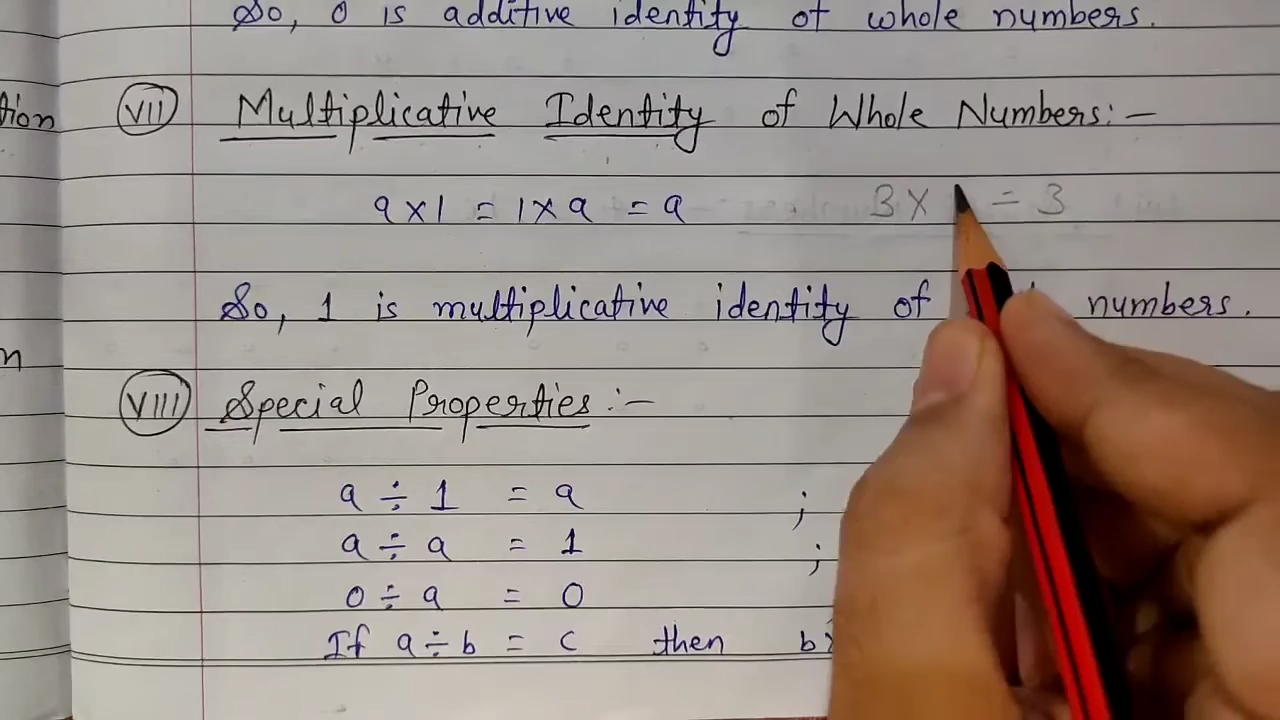 So, 0 is additive identity of whole numbers.
tion
VII Multiplicative Identity of Whole Numbers:-
a×1 = 1×a = a 3× = 3
So, 1 is multiplicative identity of numbers.
n
VIII Special Properties:-
a ÷ 1 = a ;
a ÷ a = 1 ;
0 ÷ a = 0
If a÷b = c then b